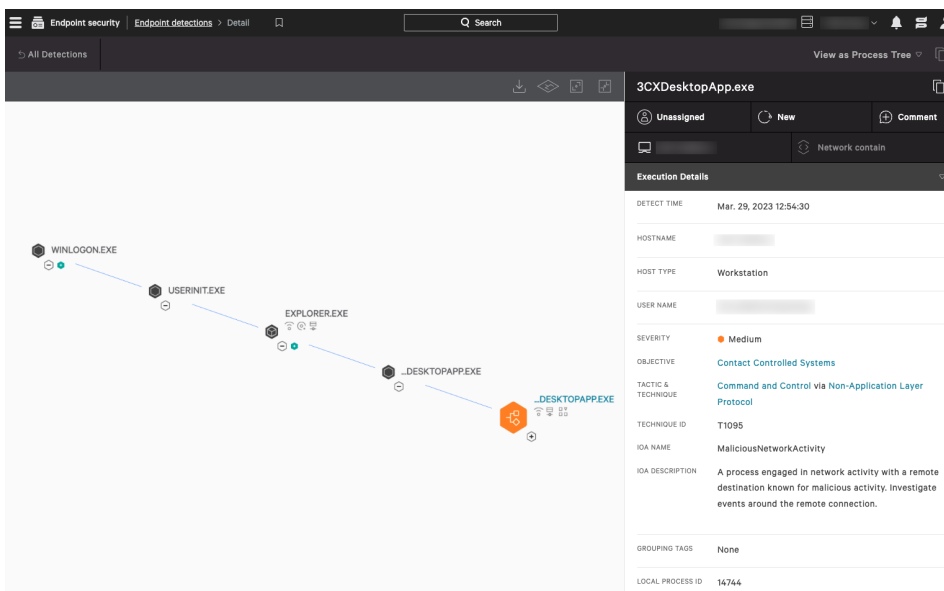 Endpoint security Endpoint detections > Detail Search
All Detections View as Process Tree
3CXDesktopApp.exe
Unassigned New Comment
Network contain
Execution Details
DETECT TIME Mar. 29, 2023 12:54:30
HOSTNAME
HOST TYPE Workstation
USER NAME
SEVERITY Medium
OBJECTIVE Contact Controlled Systems
TACTIC & TECHNIQUE Command and Control via Non-Application Layer
Protocol
TECHNIQUE ID T1095
IOA NAME MaliciousNetworkActivity
IOA DESCRIPTION A process engaged in network activity with a remote
destination known for malicious activity. Investigate
events around the remote connection.
GROUPING TAGS None
LOCAL PROCESS ID 14744
WINLOGON.EXE
USERINIT.EXE
EXPLORER.EXE
...DESKTOPAPP.EXE
...DESKTOPAPP.EXE